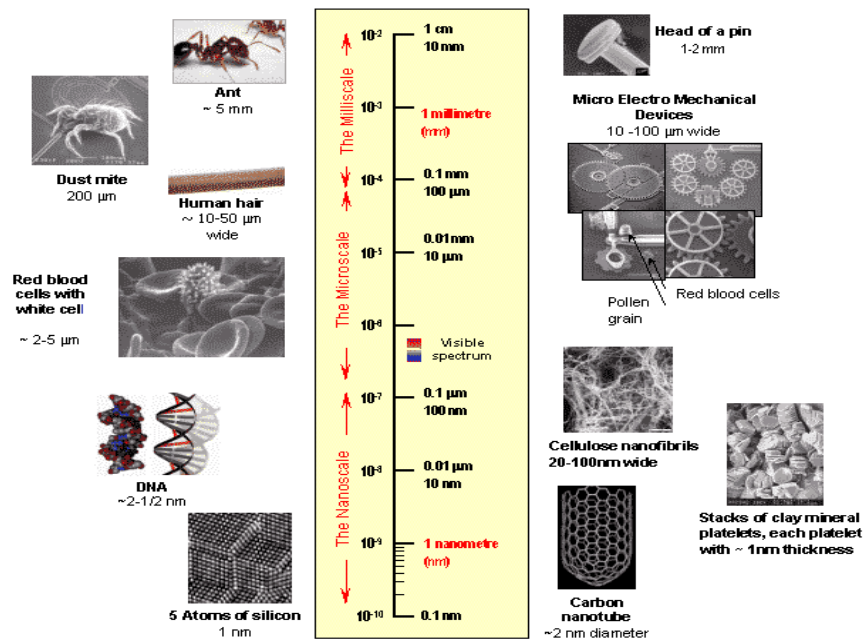 Ant
~ 5 mm
Dust mite
200 µm
Human hair
~ 10-50 µm
wide
Red blood
cells with
white cell
~ 2-5 µm
DNA
~2-1/2 nm
5 Atoms of silicon
1 nm
The Milliscale
The Microscale
The Nanoscale
10-2
1 cm
10 mm
10-3
1 millimetre
(mm)
10-4
0.1 mm
100 µm
10-5
0.01 mm
10 µm
10-6
Visible
spectrum
10-7
0.1 µm
100 nm
10-8
0.01 µm
10 nm
10-9
1 nanometre
(nm)
10-10
0.1 nm
Head of a pin
1-2 mm
Micro Electro Mechanical
Devices
10 -100 µm wide
Pollen
grain
Red blood cells
Cellulose nanofibrils
20-100nm wide
Stacks of clay mineral
platelets, each platelet
with ~ 1nm thickness
Carbon
nanotube
~2 nm diameter